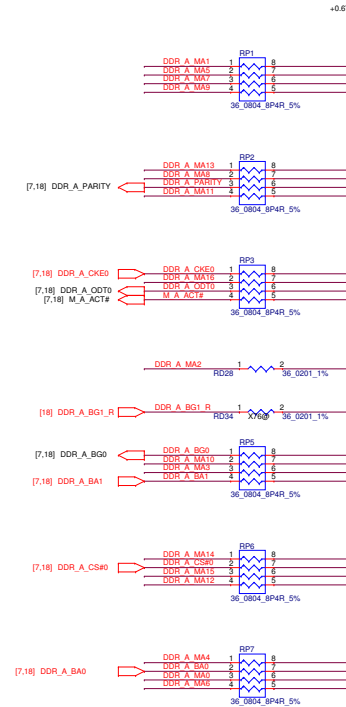 +0.6
RP1
DDR_A_MA1 1 8
DDR_A_MA5 2 7
DDR_A_MA7 3 6
DDR_A_MA9 4 5
36_0804_8P4R_5%
RP2
DDR_A_MA13 1 8
DDR_A_MA8 2 7
[7,18] DDR_A_PARITY DDR_A_PARITY 3 6
DDR_A_MA11 4 5
36_0804_8P4R_5%
RP3
[7,18] DDR_A_CKE0 DDR_A_CKE0 1 8
DDR_A_MA16 2 7
[7,18] DDR_A_ODT0 DDR_A_ODT0 3 6
[7,18] M_A_ACT# M_A_ACT# 4 5
36_0804_8P4R_5%
DDR_A_MA2 1 2
RD28 36_0201_1%
[18] DDR_A_BG1_R DDR_A_BG1_R 1 2
RD34 X76@ 36_0201_1%
RP5
[7,18] DDR_A_BG0 DDR_A_BG0 1 8
DDR_A_MA10 2 7
DDR_A_MA3 3 6
[7,18] DDR_A_BA1 DDR_A_BA1 4 5
36_0804_8P4R_5%
RP6
DDR_A_MA14 1 8
[7,18] DDR_A_CS#0 DDR_A_CS#0 2 7
DDR_A_MA15 3 6
DDR_A_MA12 4 5
36_0804_8P4R_5%
RP7
DDR_A_MA4 1 8
[7,18] DDR_A_BA0 DDR_A_BA0 2 7
DDR_A_MA0 3 6
DDR_A_MA6 4 5
36_0804_8P4R_5%